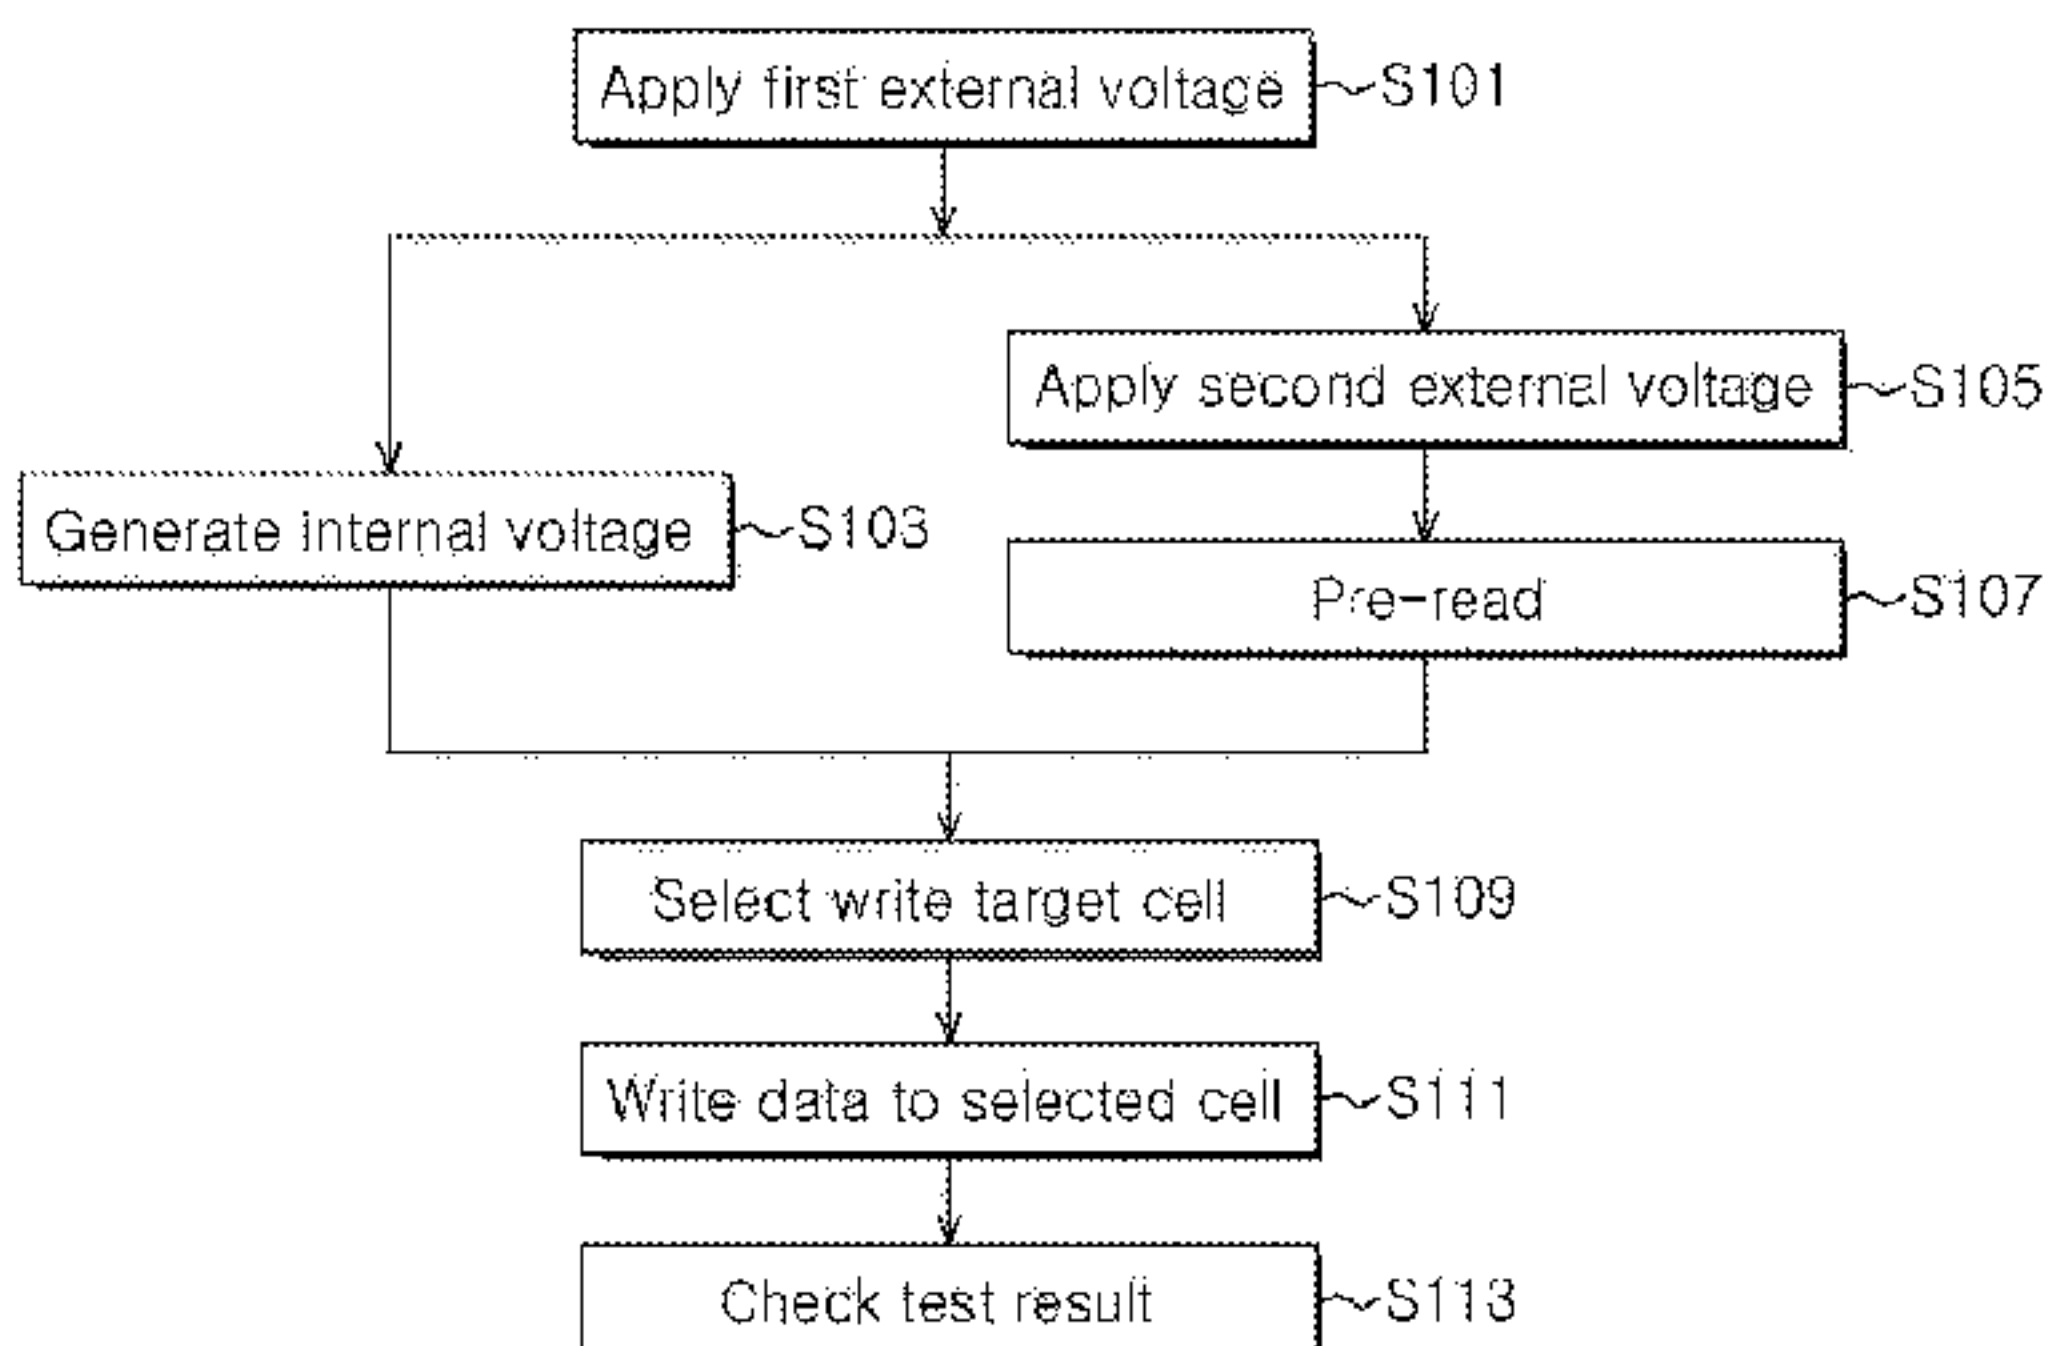 Apply first external voltage S101
Apply second external voltage S105
Generate internal voltage S103
Pre-read S107
Select write target cell S109
Write data to selected cell S111
Check test result S113